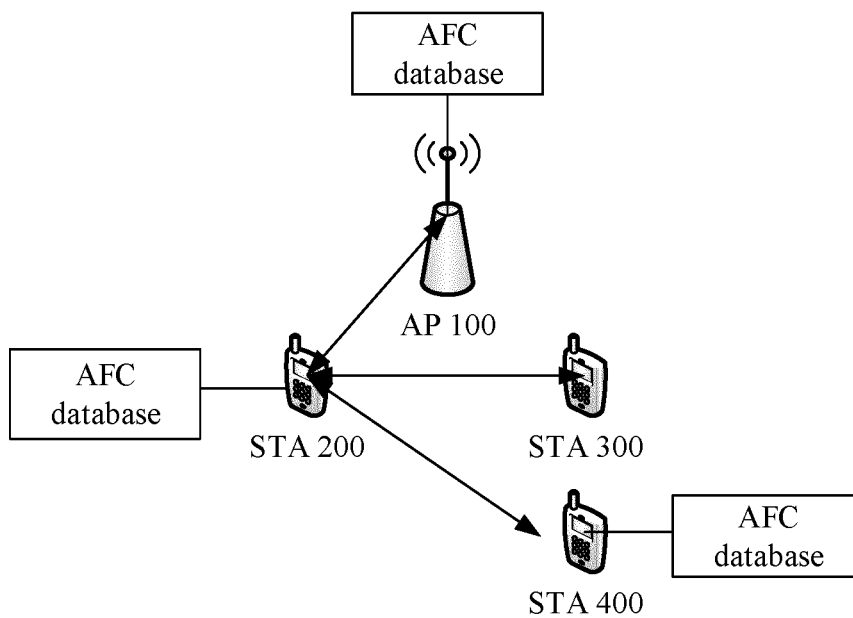 AFC
database
AP 100
AFC
database
STA 200
STA 300
AFC
database
STA 400